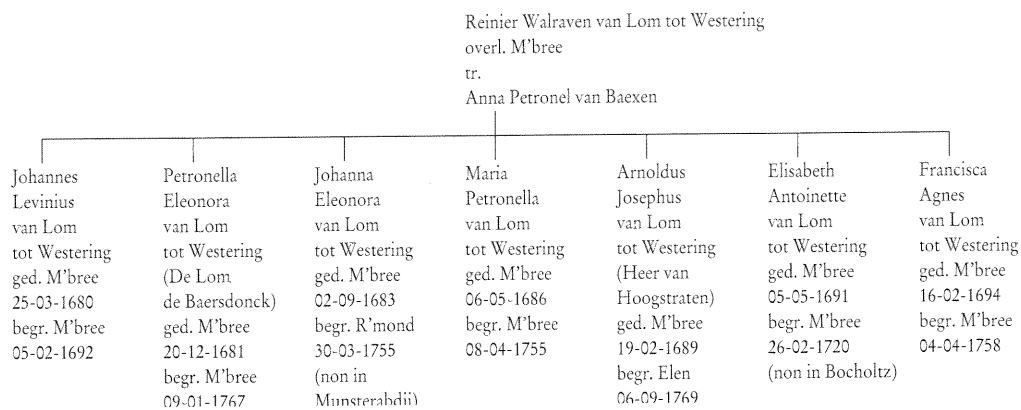 Reinier Walraven van Lom tot Westering
overl. M'bree
tr.
Anna Petronel van Baexen
Johannes
Levinius
van Lom
tot Westering
ged. M'bree
25-03-1680
begr. M'bree
05-02-1692
Petronella
Eleonora
van Lom
tot Westering
(De Lom
de Baersdonck)
ged. M'bree
20-12-1681
begr. M'bree
09-01-1767
Johanna
Eleonora
van Lom
tot Westering
ged. M'bree
02-09-1683
begr. R'mond
30-03-1755
(non in
Munsterabdij)
Maria
Petronella
van Lom
tot Westering
ged. M'bree
06-05-1686
begr. M'bree
08-04-1755
Arnoldus
Josephus
van Lom
tot Westering
(Heer van
Hoogstraten)
ged. M'bree
19-02-1689
begr. Elen
06-09-1769
Elisabeth
Antoinette
van Lom
tot Westering
ged. M'bree
05-05-1691
begr. M'bree
26-02-1720
(non in Bocholtz)
Francisca
Agnes
van Lom
tot Westering
ged. M'bree
16-02-1694
begr. M'bree
04-04-1758